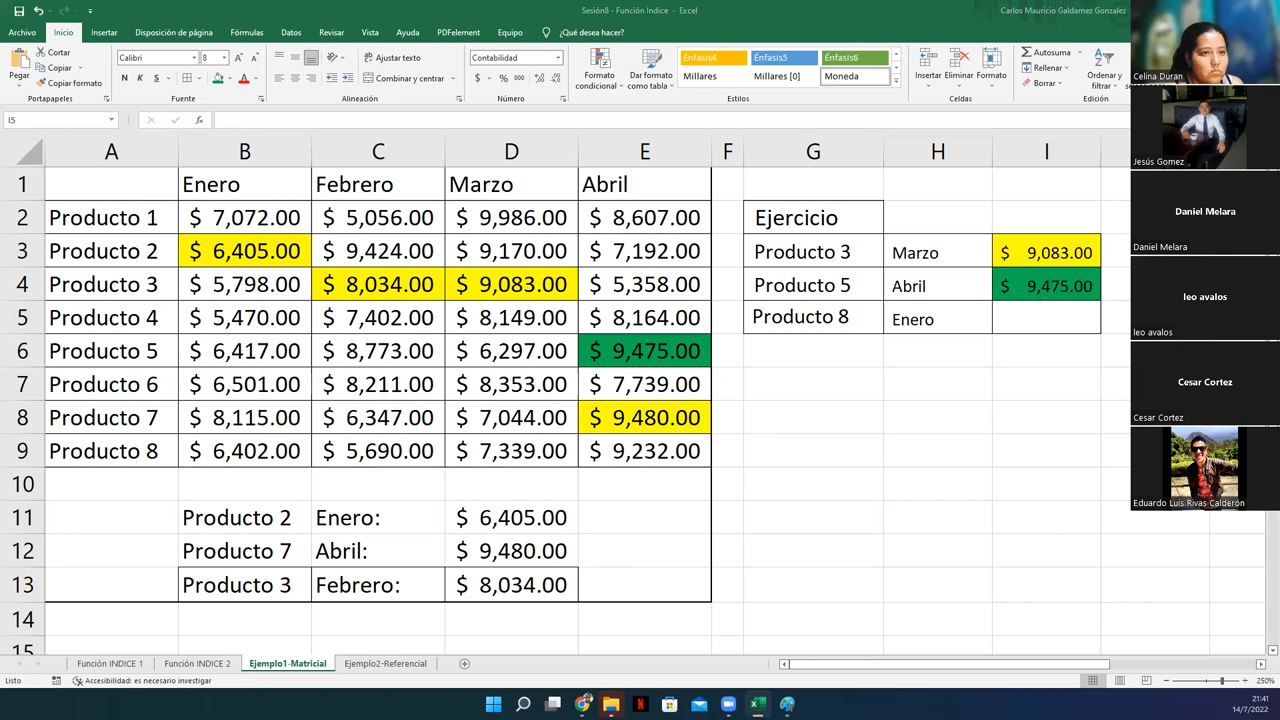 Sesión8 - Función Indice - Excel
Carlos Mauricio Galdamez Gonzalez
Archivo Inicio Insertar Disposición de página Fórmulas Datos Revisar Vista Ayuda PDFelement Equipo ¿Qué desea hacer?
Pegar
Cortar
Copiar
Copiar formato
Portapapeles
Calibri 8
N K S
Fuente
Ajustar texto
Combinar y centrar
Alineación
Contabilidad
$ % 000
Número
Formato condicional
Dar formato como tabla
Énfasis4 Énfasis5 Énfasis6
Millares Millares [0] Moneda
Estilos
Insertar Eliminar Formato
Celdas
Autosuma
Rellenar
Borrar
Ordenar y filtrar
Edición
I5 fx
A B C D E F G H I
1 Enero Febrero Marzo Abril
2 Producto 1 $ 7,072.00 $ 5,056.00 $ 9,986.00 $ 8,607.00 Ejercicio
3 Producto 2 $ 6,405.00 $ 9,424.00 $ 9,170.00 $ 7,192.00 Producto 3 Marzo $ 9,083.00
4 Producto 3 $ 5,798.00 $ 8,034.00 $ 9,083.00 $ 5,358.00 Producto 5 Abril $ 9,475.00
5 Producto 4 $ 5,470.00 $ 7,402.00 $ 8,149.00 $ 8,164.00 Producto 8 Enero
6 Producto 5 $ 6,417.00 $ 8,773.00 $ 6,297.00 $ 9,475.00
7 Producto 6 $ 6,501.00 $ 8,211.00 $ 8,353.00 $ 7,739.00
8 Producto 7 $ 8,115.00 $ 6,347.00 $ 7,044.00 $ 9,480.00
9 Producto 8 $ 6,402.00 $ 5,690.00 $ 7,339.00 $ 9,232.00
10
11 Producto 2 Enero: $ 6,405.00
12 Producto 7 Abril: $ 9,480.00
13 Producto 3 Febrero: $ 8,034.00
14
15
Función INDICE 1 Función INDICE 2 Ejemplo1-Matricial Ejemplo2-Referencial
Listo Accesibilidad: es necesario investigar
250%
21:41
14/7/2022
Celina Duran
Jesús Gomez
Daniel Melara
Daniel Melara
leo avalos
leo avalos
Cesar Cortez
Cesar Cortez
Eduardo Luis Rivas Calderón